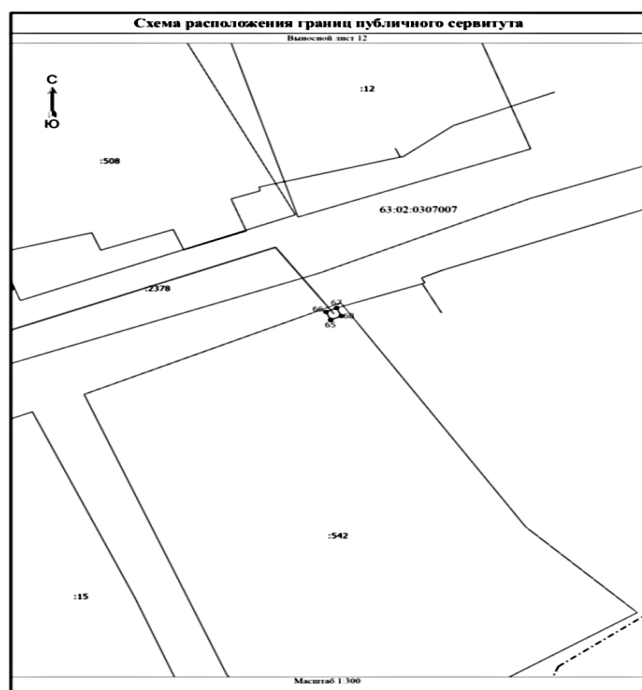 Схема расположения границ публичного сервитута
Выносной лист 12
С
Ю
:12
:508
63:02:0307007
:2378
67
66
68
65
:542
:15
Масштаб 1:300